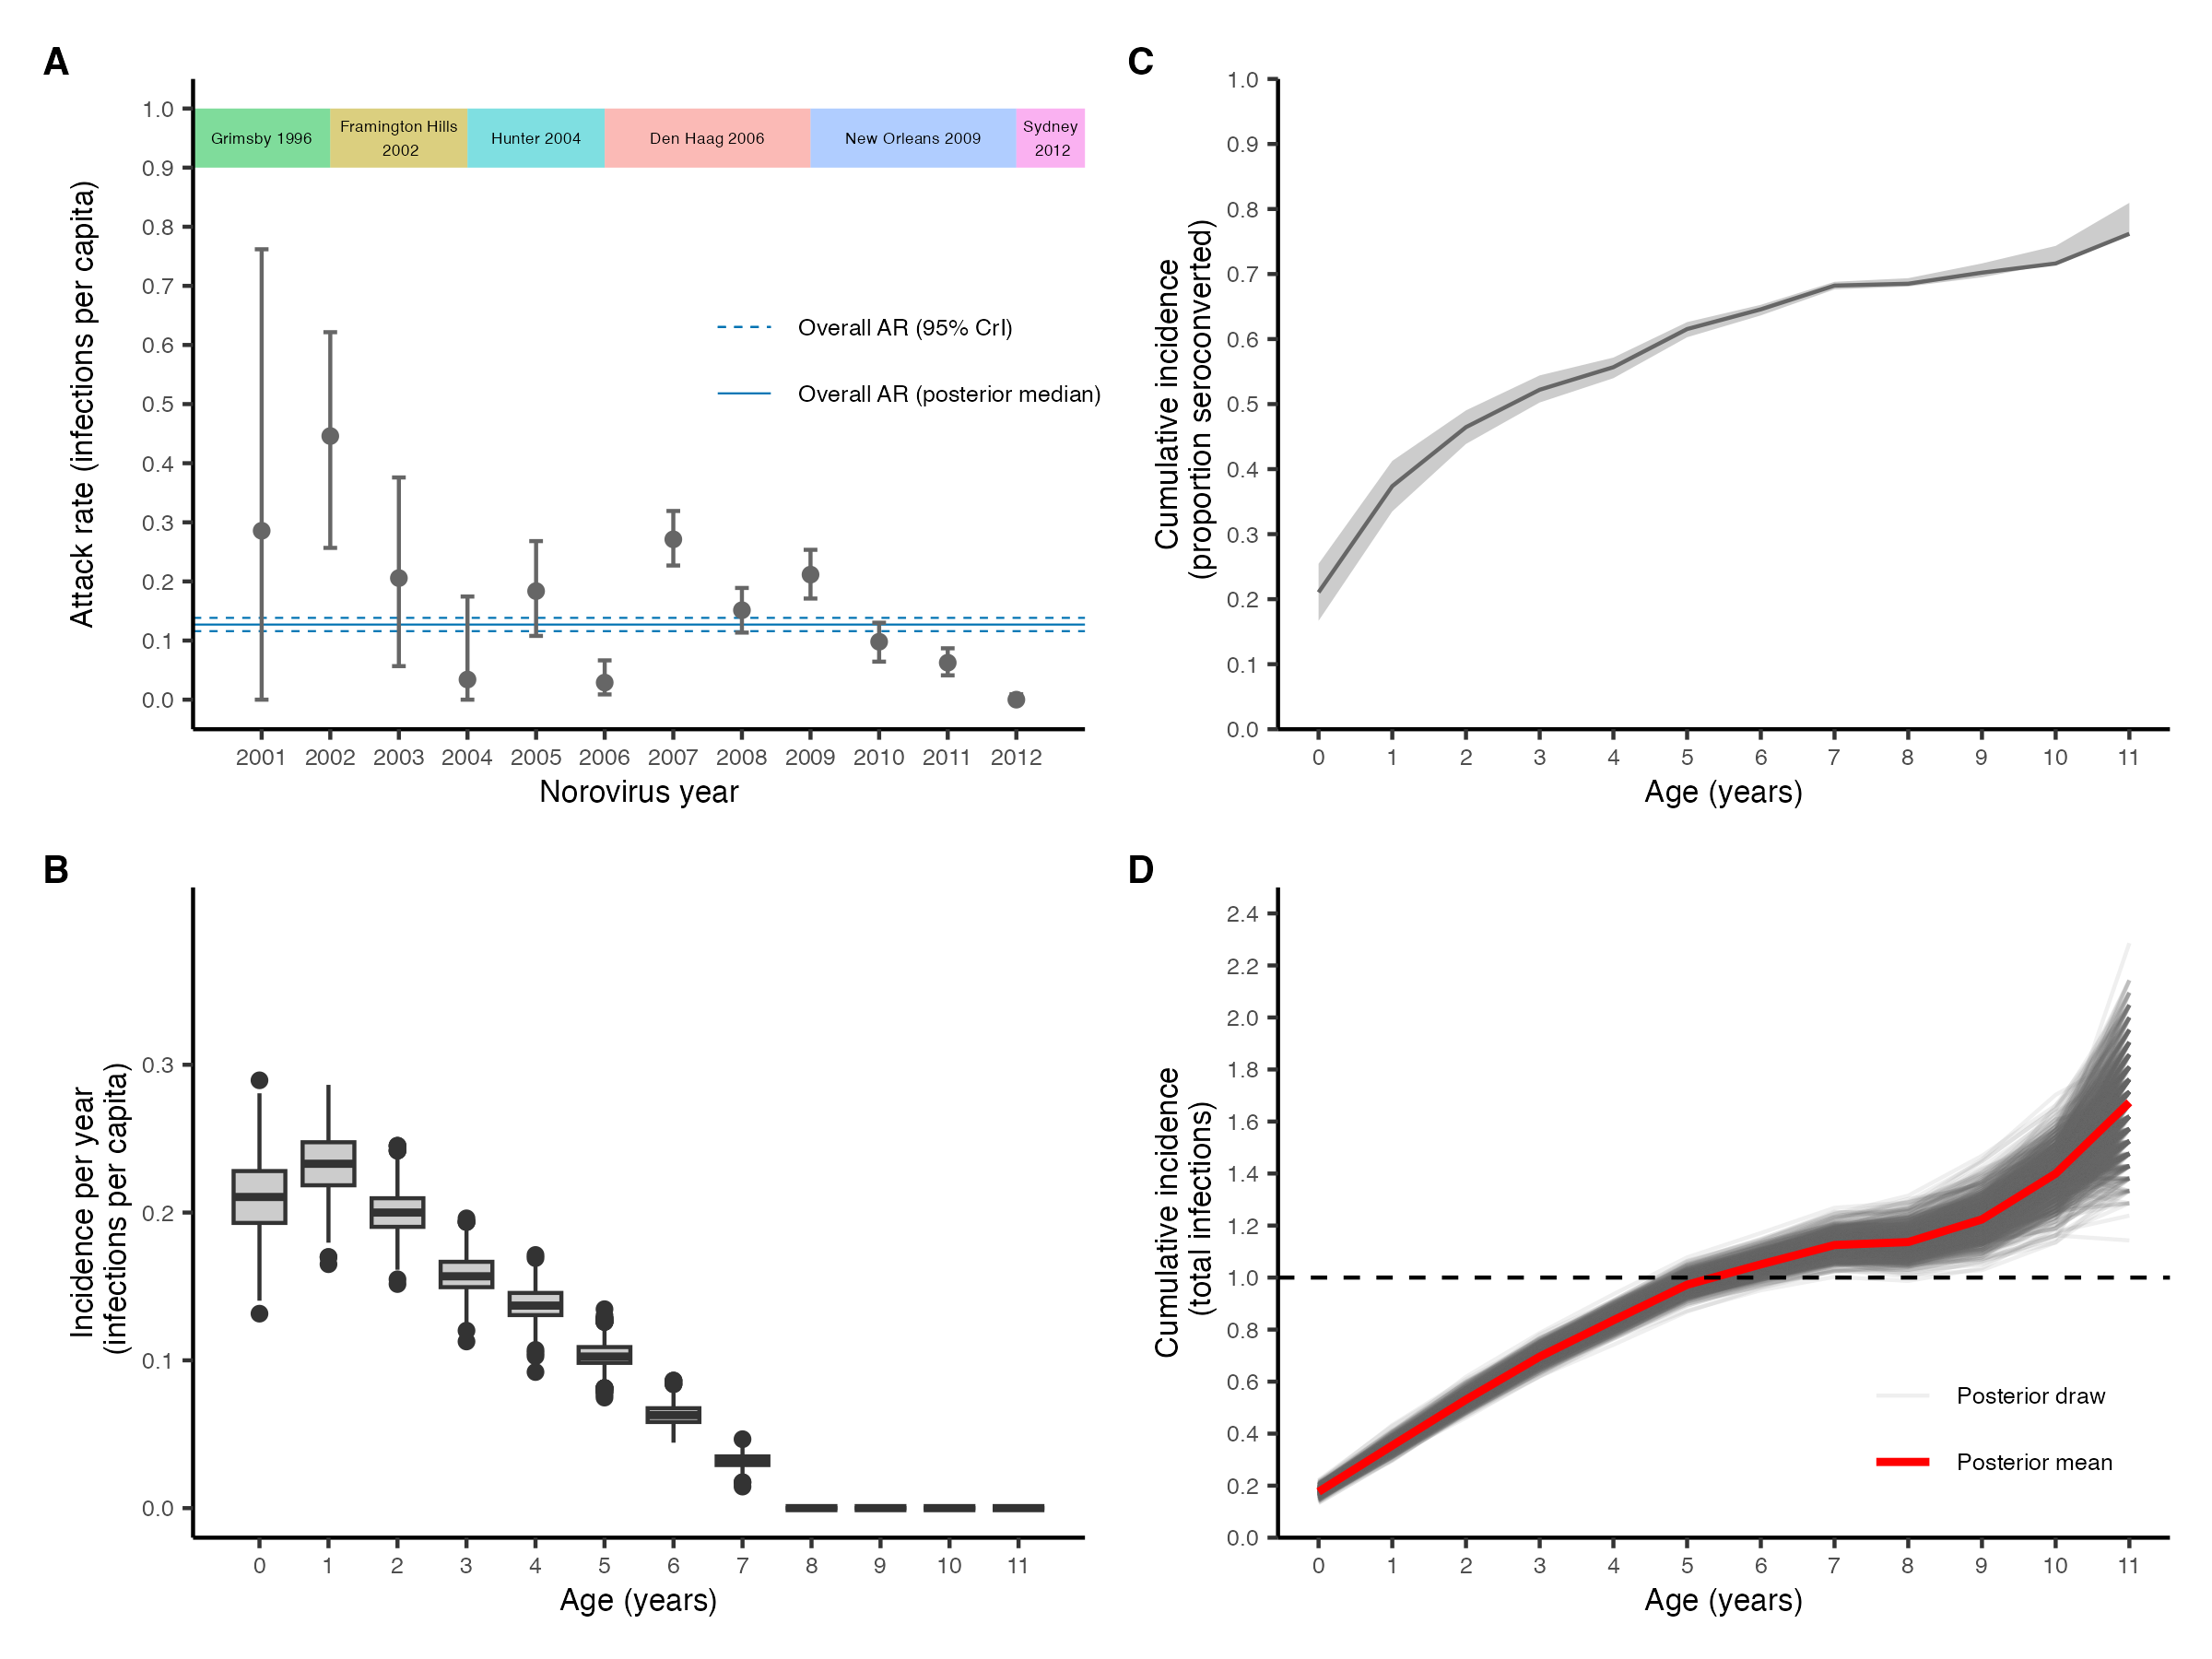 A
1.0
0.9
0.8
0.7
0.6
0.5
0.4
0.3
0.2
0.1
0.0
Attack rate (infections per capita)
Grimsby 1996
Framington Hills
2002
Hunter 2004
Den Haag 2006
New Orleans 2009
Sydney
2012
Overall AR (95% CrI)
Overall AR (posterior median)
2001 2002 2003 2004 2005 2006 2007 2008 2009 2010 2011 2012
Norovirus year
C
1.0
0.9
0.8
0.7
0.6
0.5
0.4
0.3
0.2
0.1
0.0
Cumulative incidence
(proportion seroconverted)
0 1 2 3 4 5 6 7 8 9 10 11
Age (years)
B
0.3
0.2
0.1
0.0
Incidence per year
(infections per capita)
0 1 2 3 4 5 6 7 8 9 10 11
Age (years)
D
2.4
2.2
2.0
1.8
1.6
1.4
1.2
1.0
0.8
0.6
0.4
0.2
0.0
Cumulative incidence
(total infections)
Posterior draw
Posterior mean
0 1 2 3 4 5 6 7 8 9 10 11
Age (years)